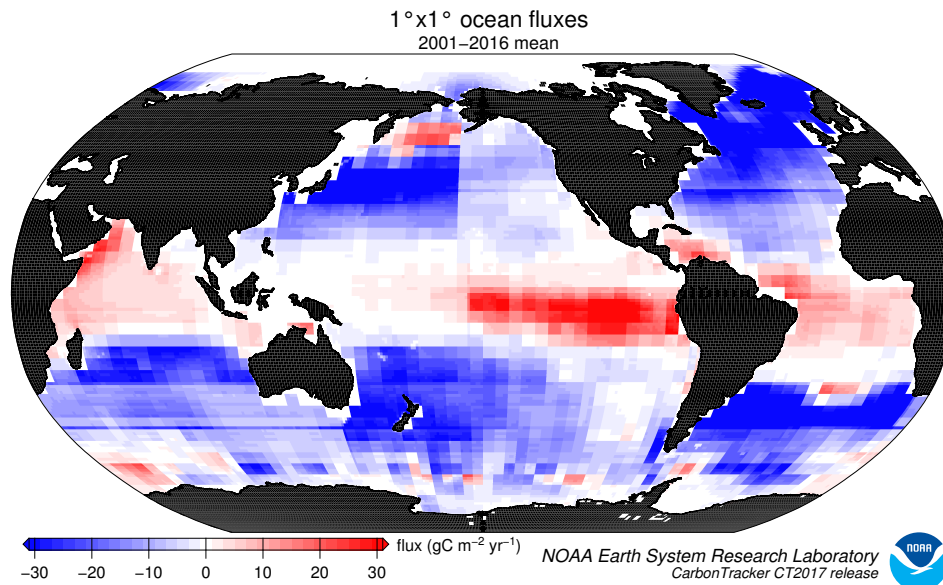 1°x1° ocean fluxes
2001−2016 mean
flux (gC m⁻² yr⁻¹)
−30 −20 −10 0 10 20 30
NOAA Earth System Research Laboratory
CarbonTracker CT2017 release
NOAA